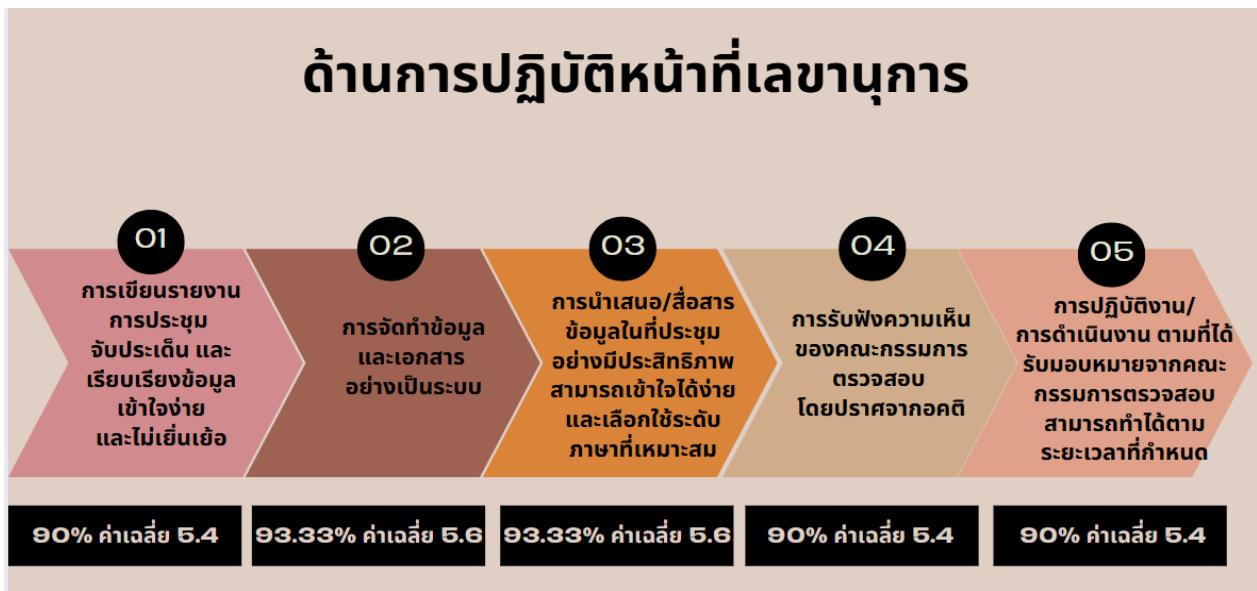 ด้านการปฏิบัติหน้าที่เลขานุการ
01
การเขียนรายงาน
การประชุม
จับประเด็น และ
เรียบเรียงข้อมูล
เข้าใจง่าย
และไม่เยิ่นเย้อ
90% ค่าเฉลี่ย 5.4
02
การจัดทำข้อมูล
และเอกสาร
อย่างเป็นระบบ
93.33% ค่าเฉลี่ย 5.6
03
การนำเสนอ/สื่อสาร
ข้อมูลในที่ประชุม
อย่างมีประสิทธิภาพ
สามารถเข้าใจได้ง่าย
และเลือกใช้ระดับ
ภาษาที่เหมาะสม
93.33% ค่าเฉลี่ย 5.6
04
การรับฟังความเห็น
ของคณะกรรมการ
ตรวจสอบ
โดยปราศจากอคติ
90% ค่าเฉลี่ย 5.4
05
การปฏิบัติงาน/
การดำเนินงาน ตามที่ได้
รับมอบหมายจากคณะ
กรรมการตรวจสอบ
สามารถทำได้ตาม
ระยะเวลาที่กำหนด
90% ค่าเฉลี่ย 5.4